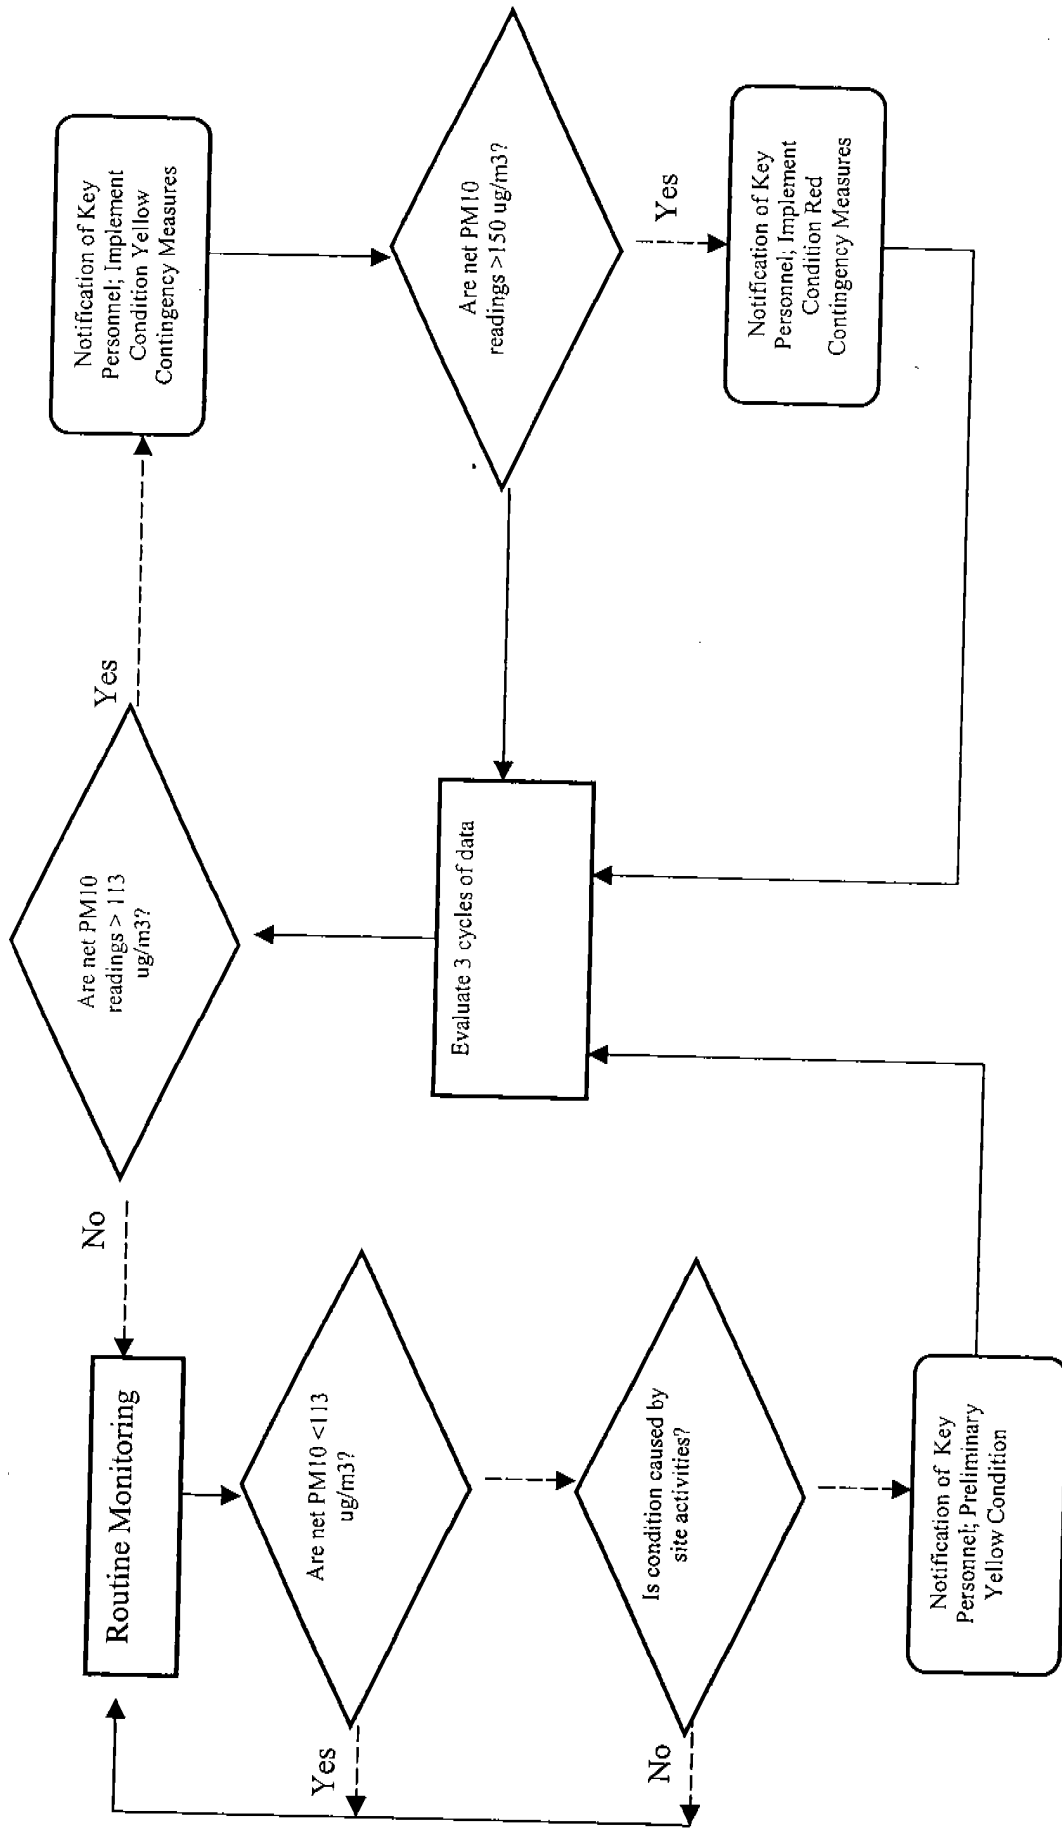 Routine Monitoring
No
Are net PM10
readings > 113
ug/m3?
Yes
Notification of Key
Personnel; Implement
Condition Yellow
Contingency Measures
Are net PM10 <113
ug/m3?
Yes
Is condition caused by
site activities?
No
Notification of Key
Personnel; Preliminary
Yellow Condition
Evaluate 3 cycles of data
Are net PM10
readings >150 ug/m3?
Yes
Notification of Key
Personnel; Implement
Condition Red
Contingency Measures